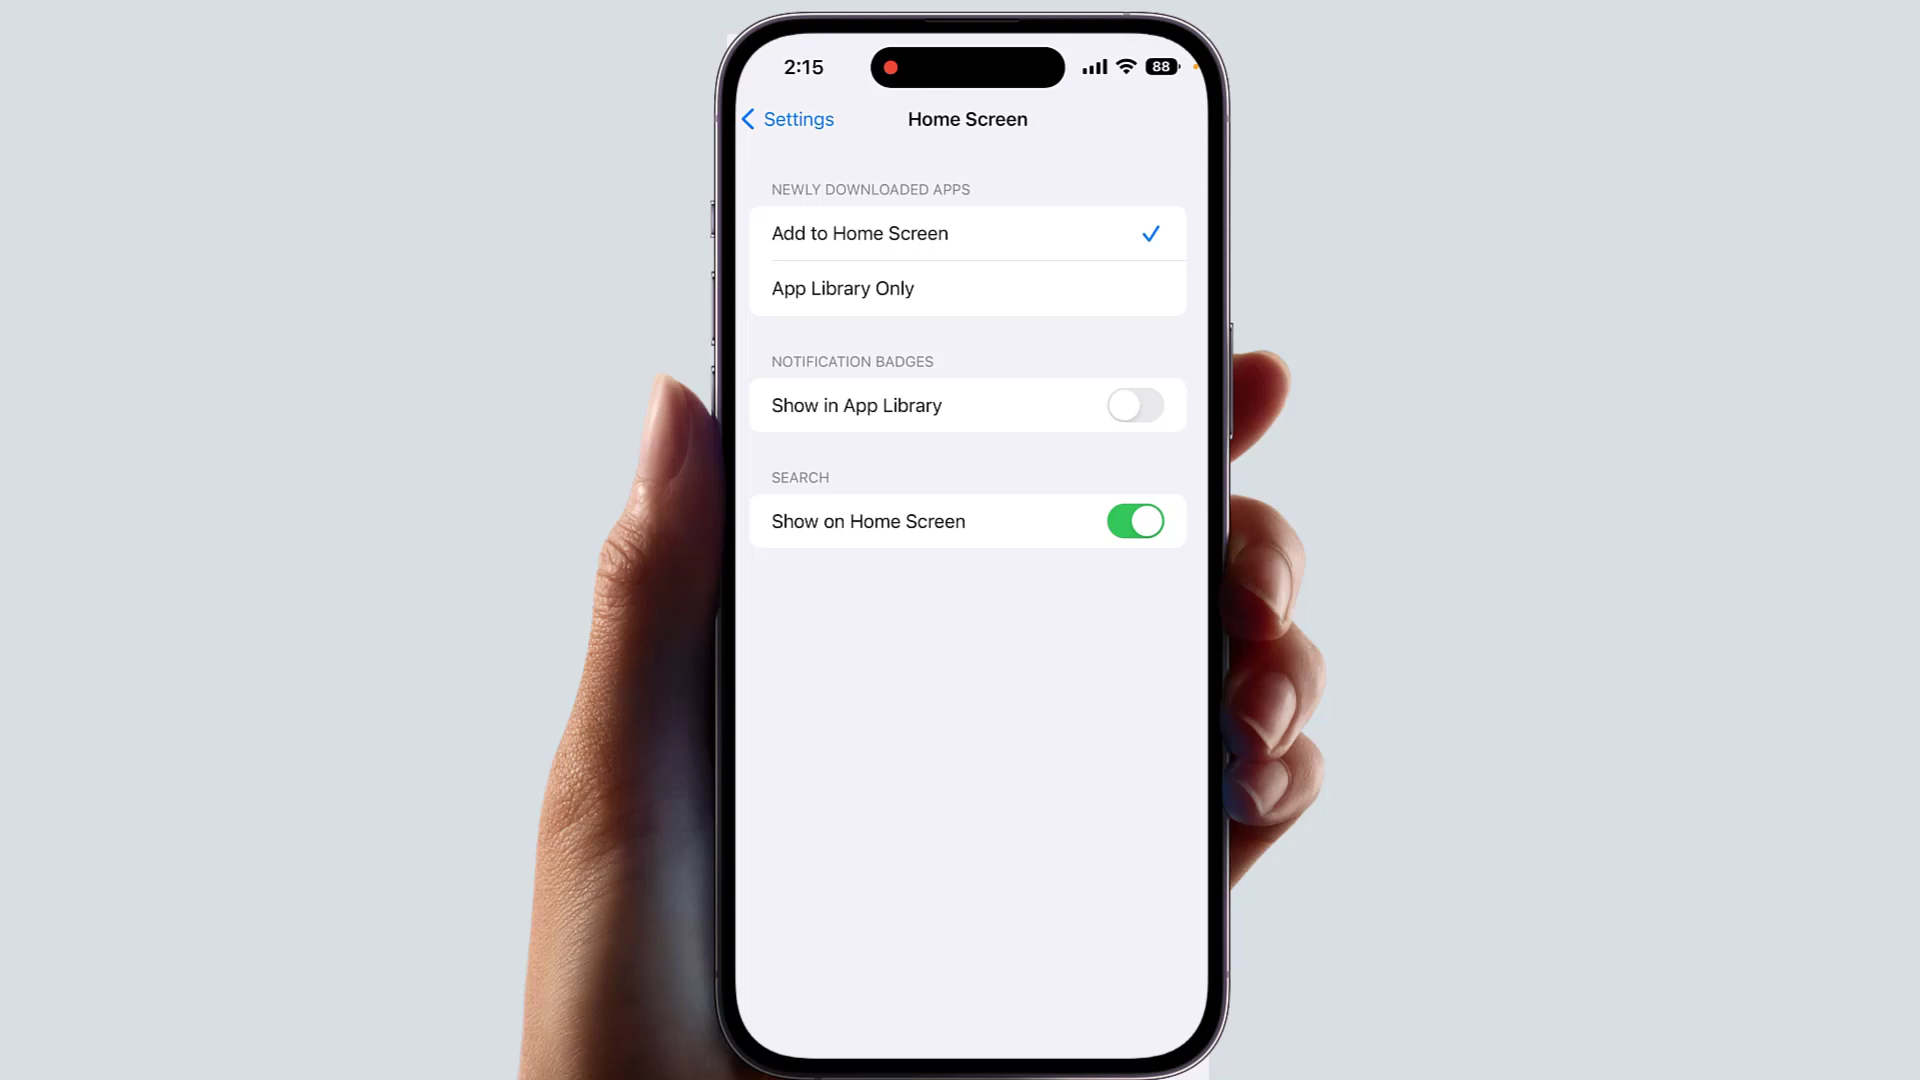 2:15
88
Settings
Home Screen
NEWLY DOWNLOADED APPS
Add to Home Screen
App Library Only
NOTIFICATION BADGES
Show in App Library
SEARCH
Show on Home Screen